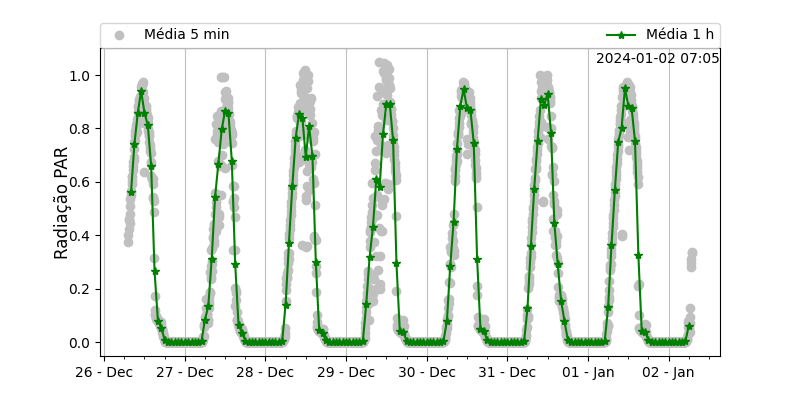 Média 5 min
Média 1 h
2024-01-02 07:05
Radiação PAR
1.0
0.8
0.6
0.4
0.2
0.0
26 - Dec
27 - Dec
28 - Dec
29 - Dec
30 - Dec
31 - Dec
01 - Jan
02 - Jan